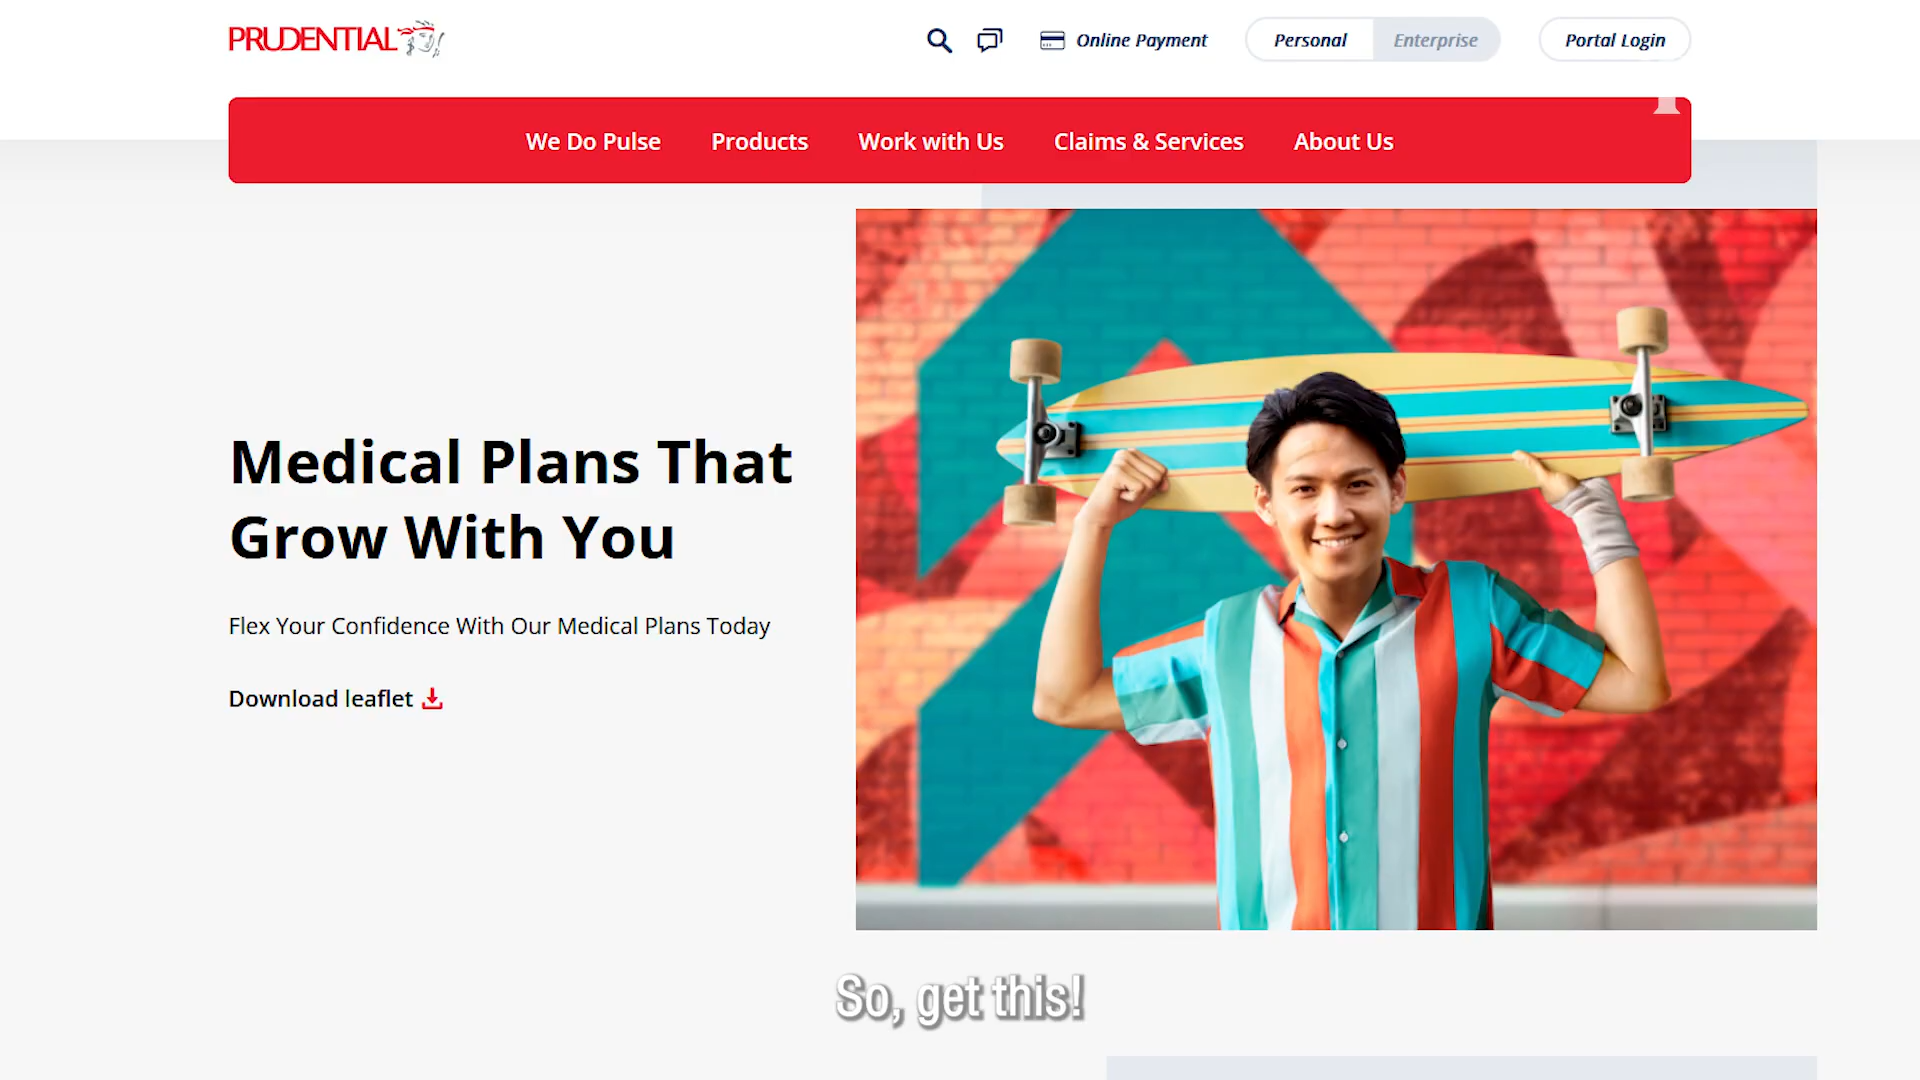 PRUDENTIAL
Online Payment
Personal
Enterprise
Portal Login
We Do Pulse
Products
Work with Us
Claims & Services
About Us
Medical Plans That
Grow With You
Flex Your Confidence With Our Medical Plans Today
Download leaflet
So, get this!